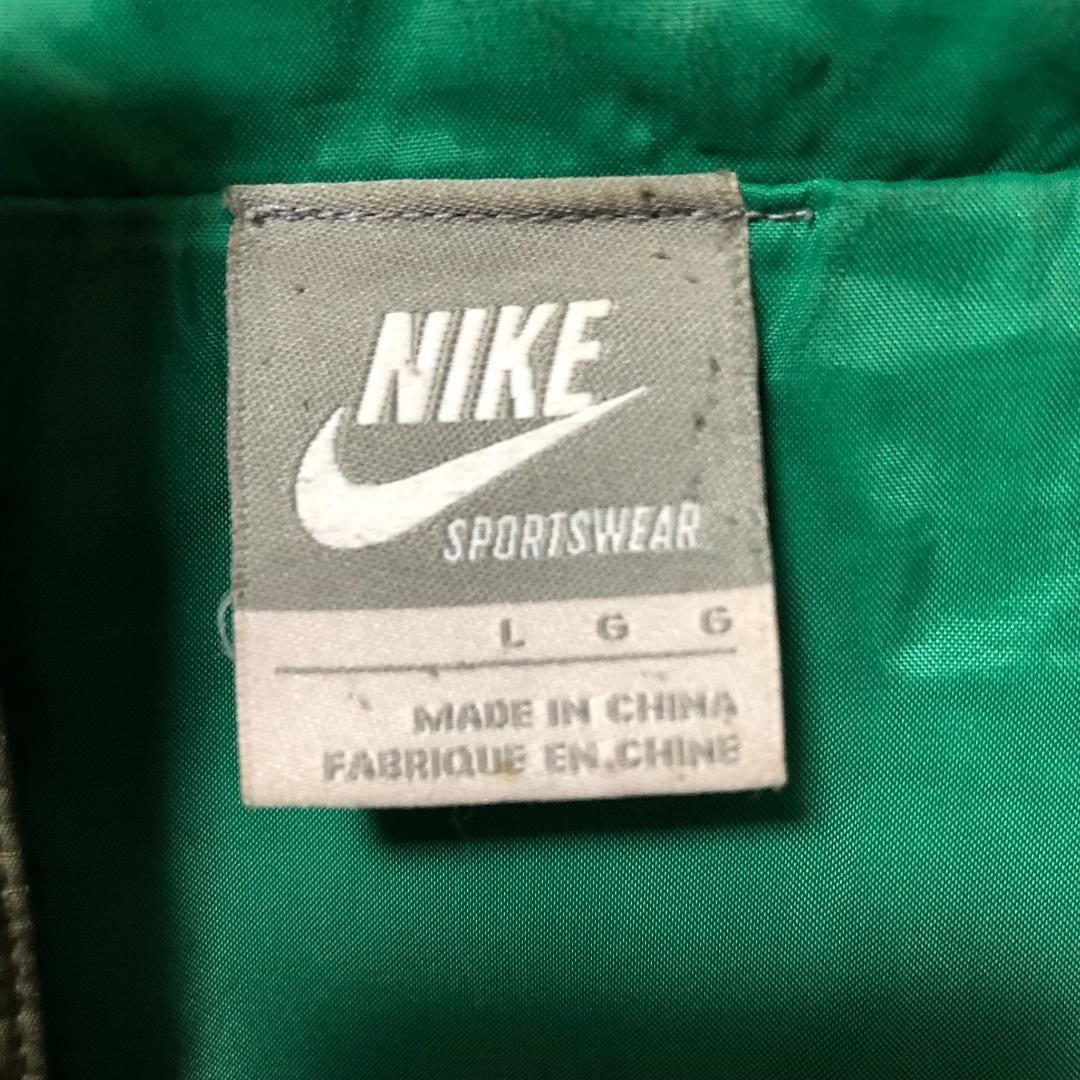 NIKE
SPORTSWEAR
L G G
MADE IN CHINA
FABRIQUE EN CHINE